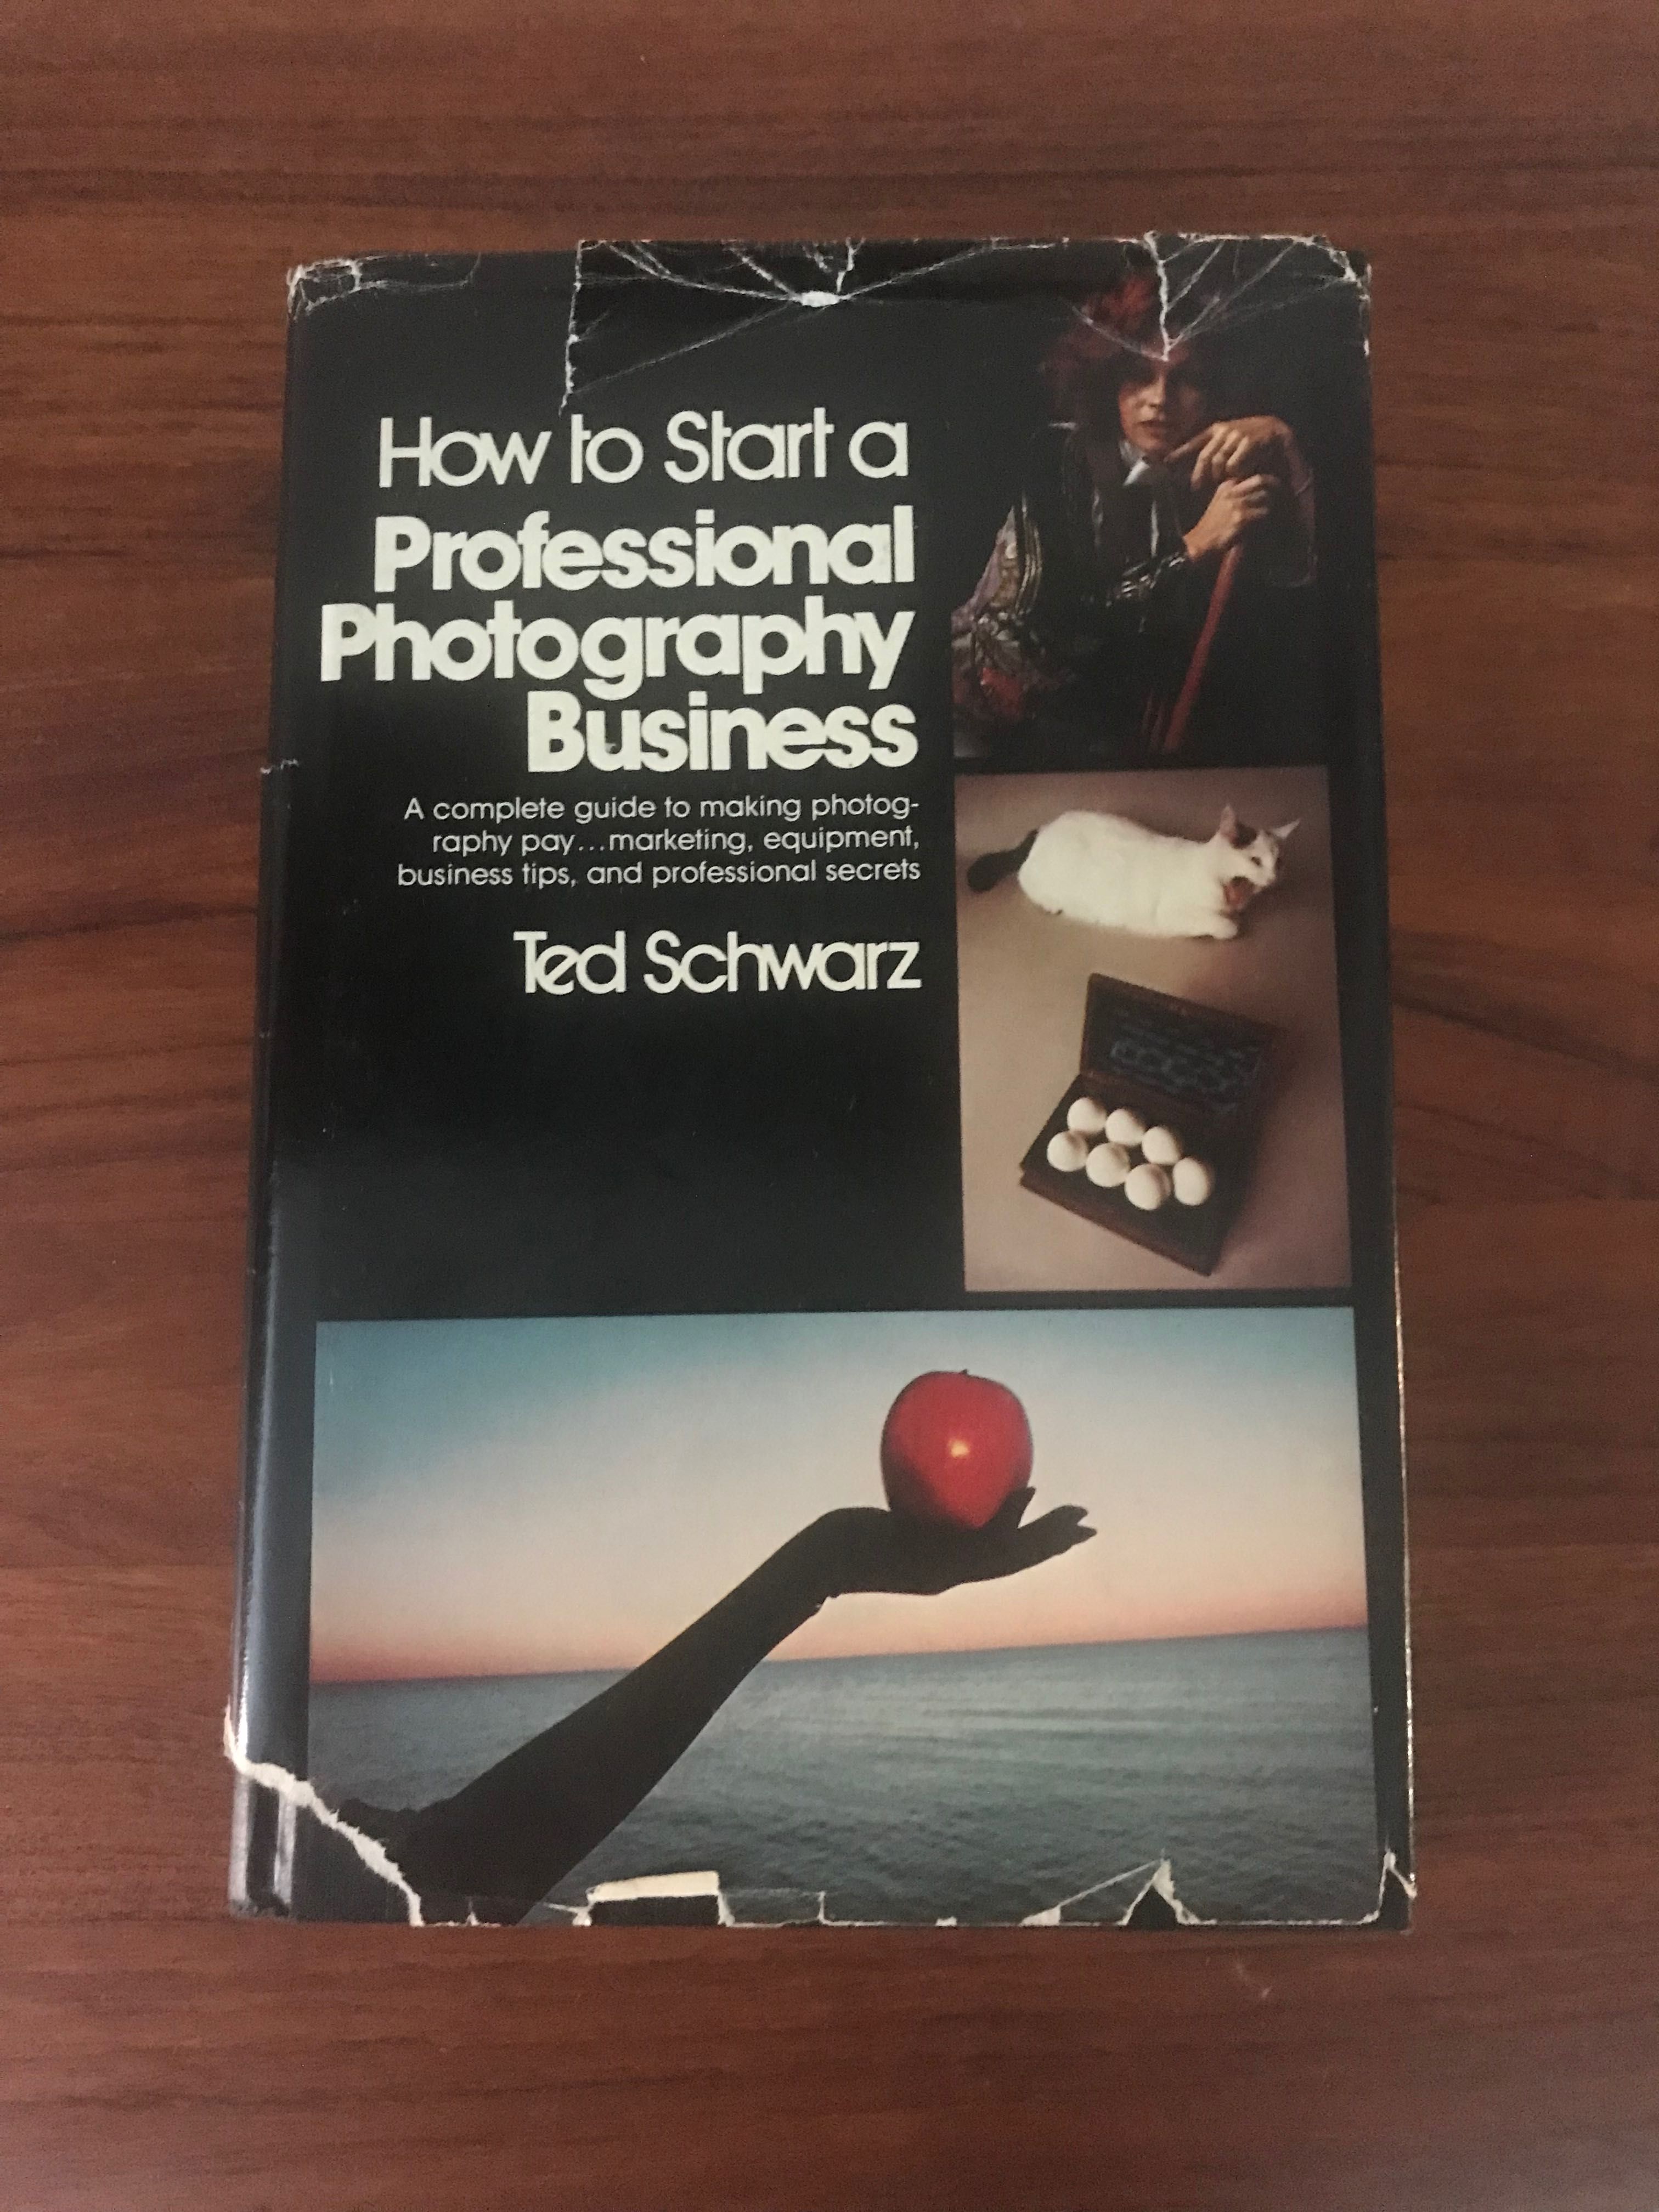 How to Start a
Professional
Photography
Business
A complete guide to making photog-
raphy pay...marketing, equipment,
business tips, and professional secrets
Ted Schwarz